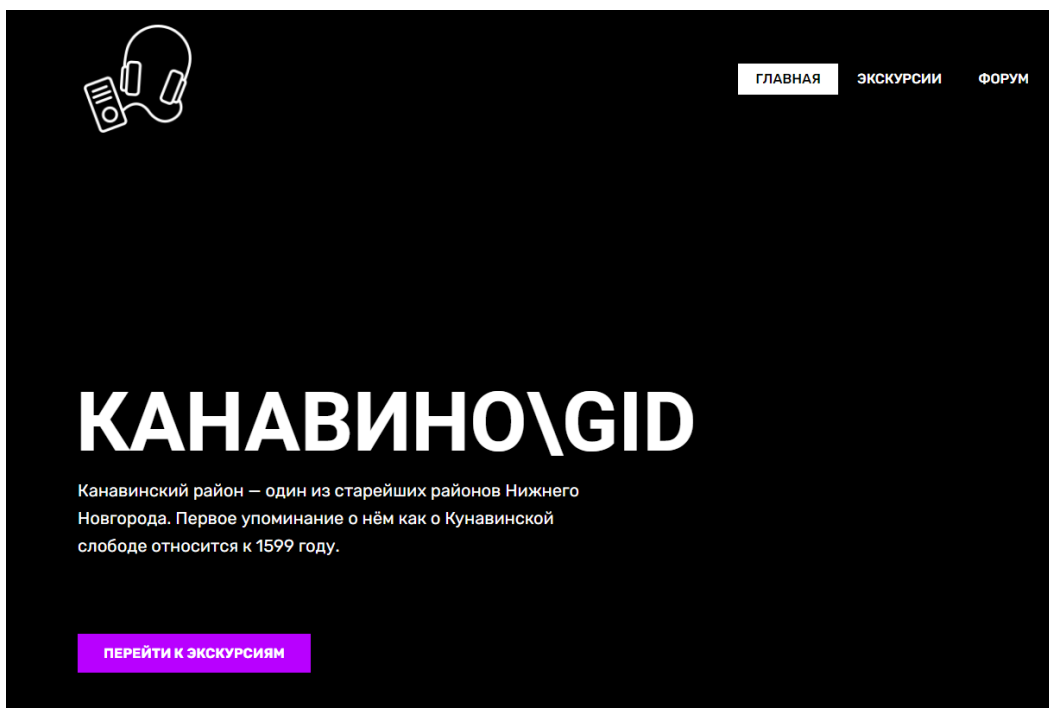 ГЛАВНАЯ ЭКСКУРСИИ ФОРУМ
КАНАВИНО\GID
Канавинский район — один из старейших районов Нижнего
Новгорода. Первое упоминание о нём как о Кунавинской
слободе относится к 1599 году.
ПЕРЕЙТИ К ЭКСКУРСИЯМ